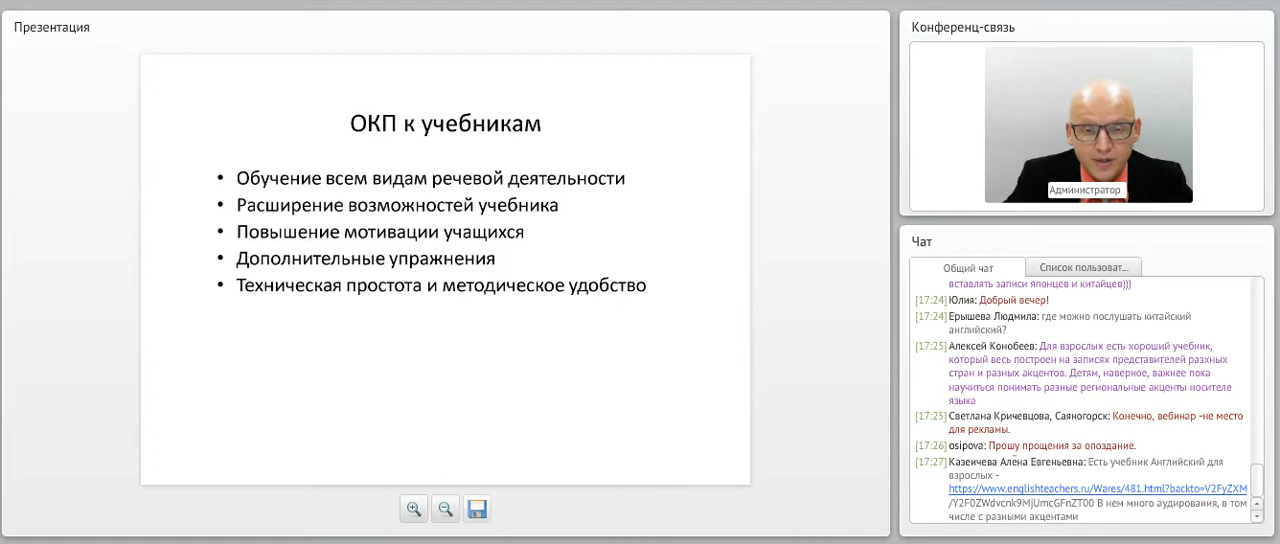 Презентация
ОКП к учебникам
• Обучение всем видам речевой деятельности
• Расширение возможностей учебника
• Повышение мотивации учащихся
• Дополнительные упражнения
• Техническая простота и методическое удобство
Конференц-связь
Администратор
Чат
Общий чат
Список пользоват...
вставлять записи японцев и китайцев)))
[17:24] Юлия: Добрый вечер!
[17:24] Ерышева Людмила: где можно послушать китайский
английский?
[17:25] Алексей Конобеев: Для взрослых есть хороший учебник,
который весь построен на записях представителей разхных
стран и разных акцентов. Детям, наверное, важнее пока
научиться понимать разные региональные акценты носителе
языка
[17:25] Светлана Кричевцова, Саяногорск: Конечно, вебинар -не место
для рекламы.
[17:26] osipova: Прошу прощения за опоздание.
[17:27] Казеичева Алёна Евгеньевна: Есть учебник Английский для
взрослых -
https://www.englishteachers.ru/Wares/481.html?backto=V2FyZXM
/Y2F0ZWdvcnk9MjUmcGFnZT00 В нем много аудирования, в том
числе с разными акцентами